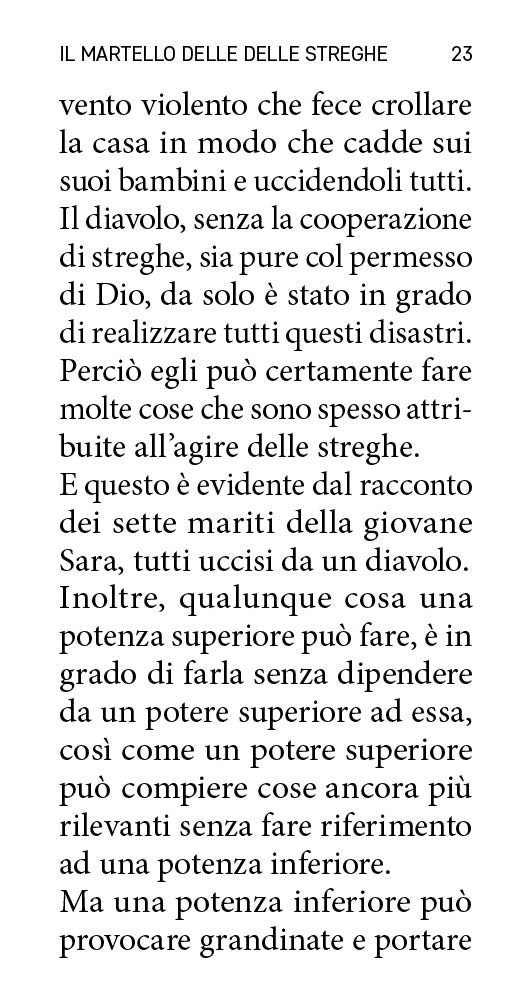 IL MARTELLO DELLE DELLE STREGHE 23
vento violento che fece crollare
la casa in modo che cadde sui
suoi bambini e uccidendoli tutti.
Il diavolo, senza la cooperazione
di streghe, sia pure col permesso
di Dio, da solo è stato in grado
di realizzare tutti questi disastri.
Perciò egli può certamente fare
molte cose che sono spesso attri-
buite all’agire delle streghe.
E questo è evidente dal racconto
dei sette mariti della giovane
Sara, tutti uccisi da un diavolo.
Inoltre, qualunque cosa una
potenza superiore può fare, è in
grado di farla senza dipendere
da un potere superiore ad essa,
così come un potere superiore
può compiere cose ancora più
rilevanti senza fare riferimento
ad una potenza inferiore.
Ma una potenza inferiore può
provocare grandinate e portare